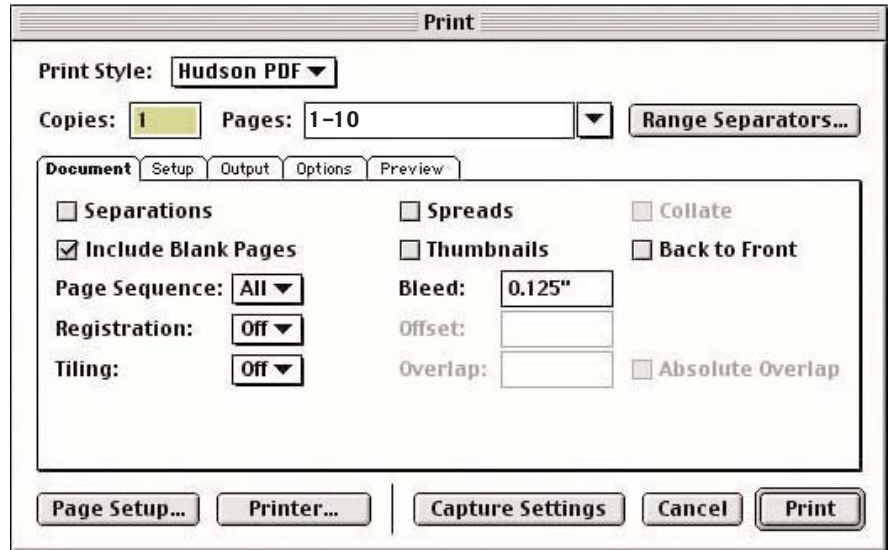 Print
Print Style: Hudson PDF
Copies: 1 Pages: 1-10 Range Separators...
Document Setup Output Options Preview
Separations Spreads Collate
Include Blank Pages Thumbnails Back to Front
Page Sequence: All Bleed: 0.125"
Registration: Off Offset:
Tiling: Off Overlap: Absolute Overlap
Page Setup... Printer... Capture Settings Cancel Print